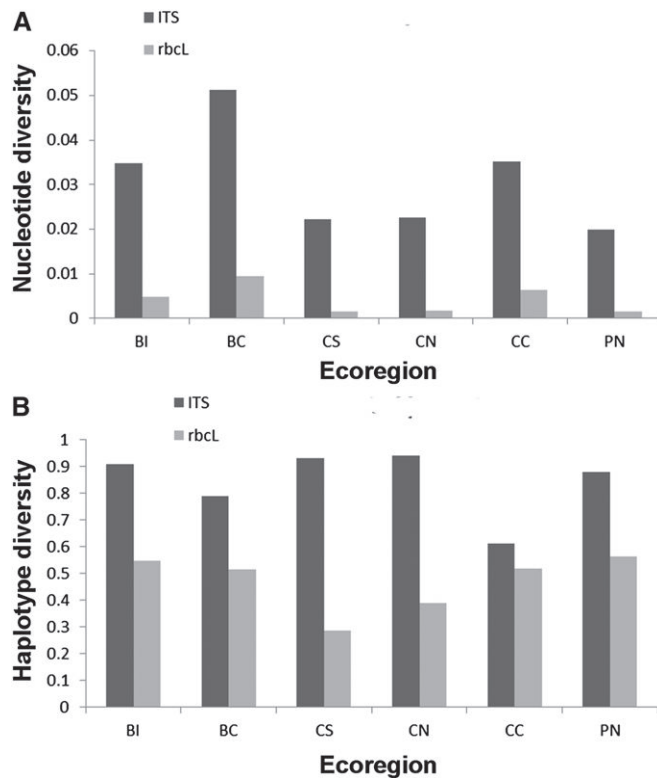 A
ITS
rbcL
Nucleotide diversity
0.06
0.05
0.04
0.03
0.02
0.01
0
BI BC CS CN CC PN
Ecoregion
B
ITS
rbcL
Haplotype diversity
1
0.9
0.8
0.7
0.6
0.5
0.4
0.3
0.2
0.1
0
BI BC CS CN CC PN
Ecoregion